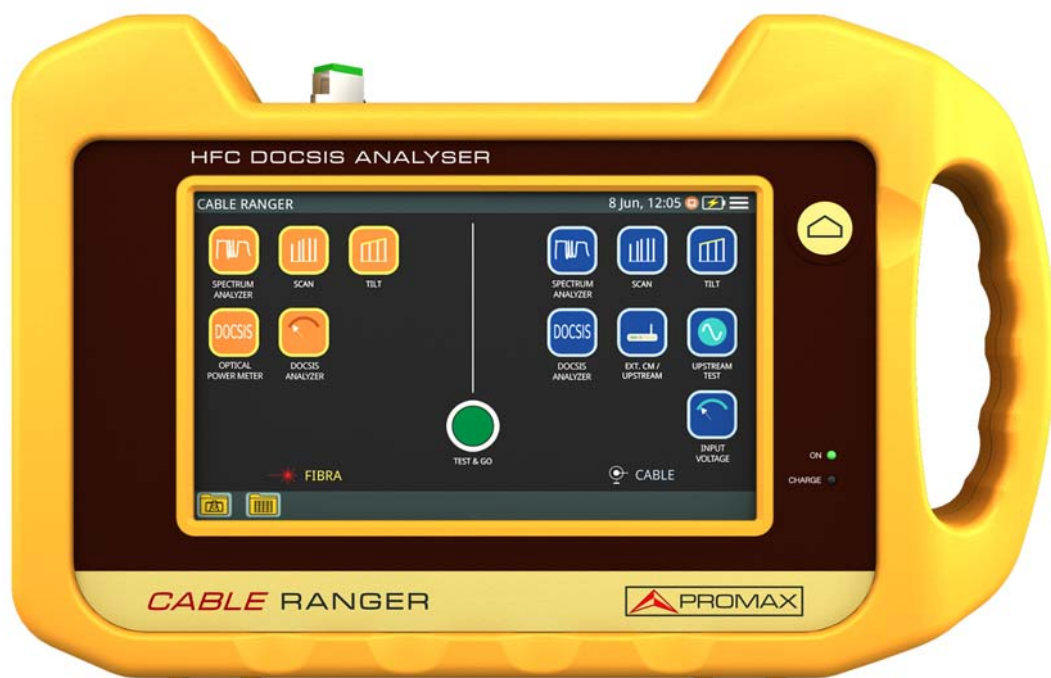 HFC DOCSIS ANALYSER
CABLE RANGER
8 Jun, 12:05
SPECTRUM
ANALYZER
SCAN
TILT
DOCSIS
OPTICAL
POWER METER
DOCSIS
ANALYZER
SPECTRUM
ANALYZER
SCAN
TILT
DOCSIS
DOCSIS
ANALYZER
EXT. CM /
UPSTREAM
UPSTREAM
TEST
INPUT
VOLTAGE
TEST & GO
FIBRA
CABLE
ON
CHARGE
CABLE RANGER
PROMAX